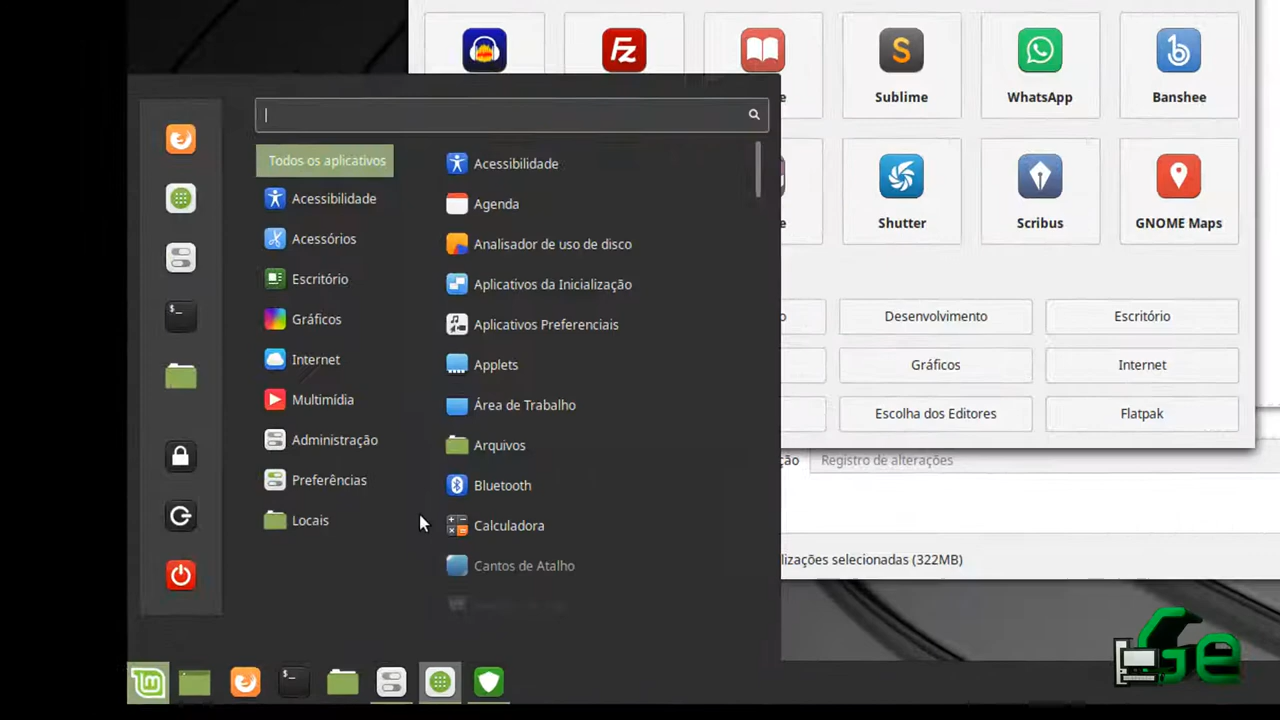 Sublime
WhatsApp
Banshee
Todos os aplicativos
Acessibilidade
Acessórios
Escritório
Gráficos
Internet
Multimídia
Administração
Preferências
Locais
Acessibilidade
Agenda
Analisador de uso de disco
Aplicativos da Inicialização
Aplicativos Preferenciais
Applets
Área de Trabalho
Arquivos
Bluetooth
Calculadora
Cantos de Atalho
Shutter
Scribus
GNOME Maps
Desenvolvimento
Escritório
Gráficos
Internet
Escolha dos Editores
Flatpak
ção
Registro de alterações
lizações selecionadas (322MB)
Ge